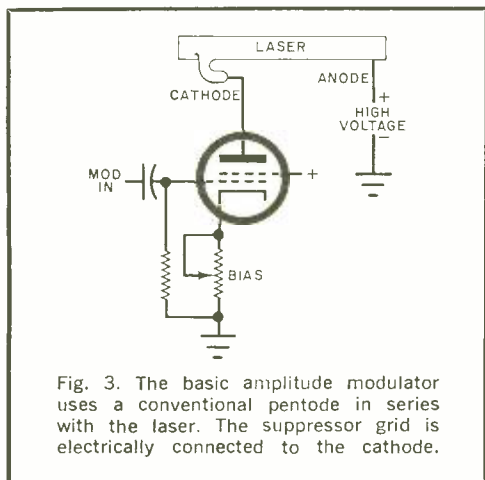 LASER
ANODE
CATHODE
+
HIGH
VOLTAGE
−
MOD
IN
+
BIAS
Fig. 3. The basic amplitude modulator
uses a conventional pentode in series
with the laser. The suppressor grid is
electrically connected to the cathode.